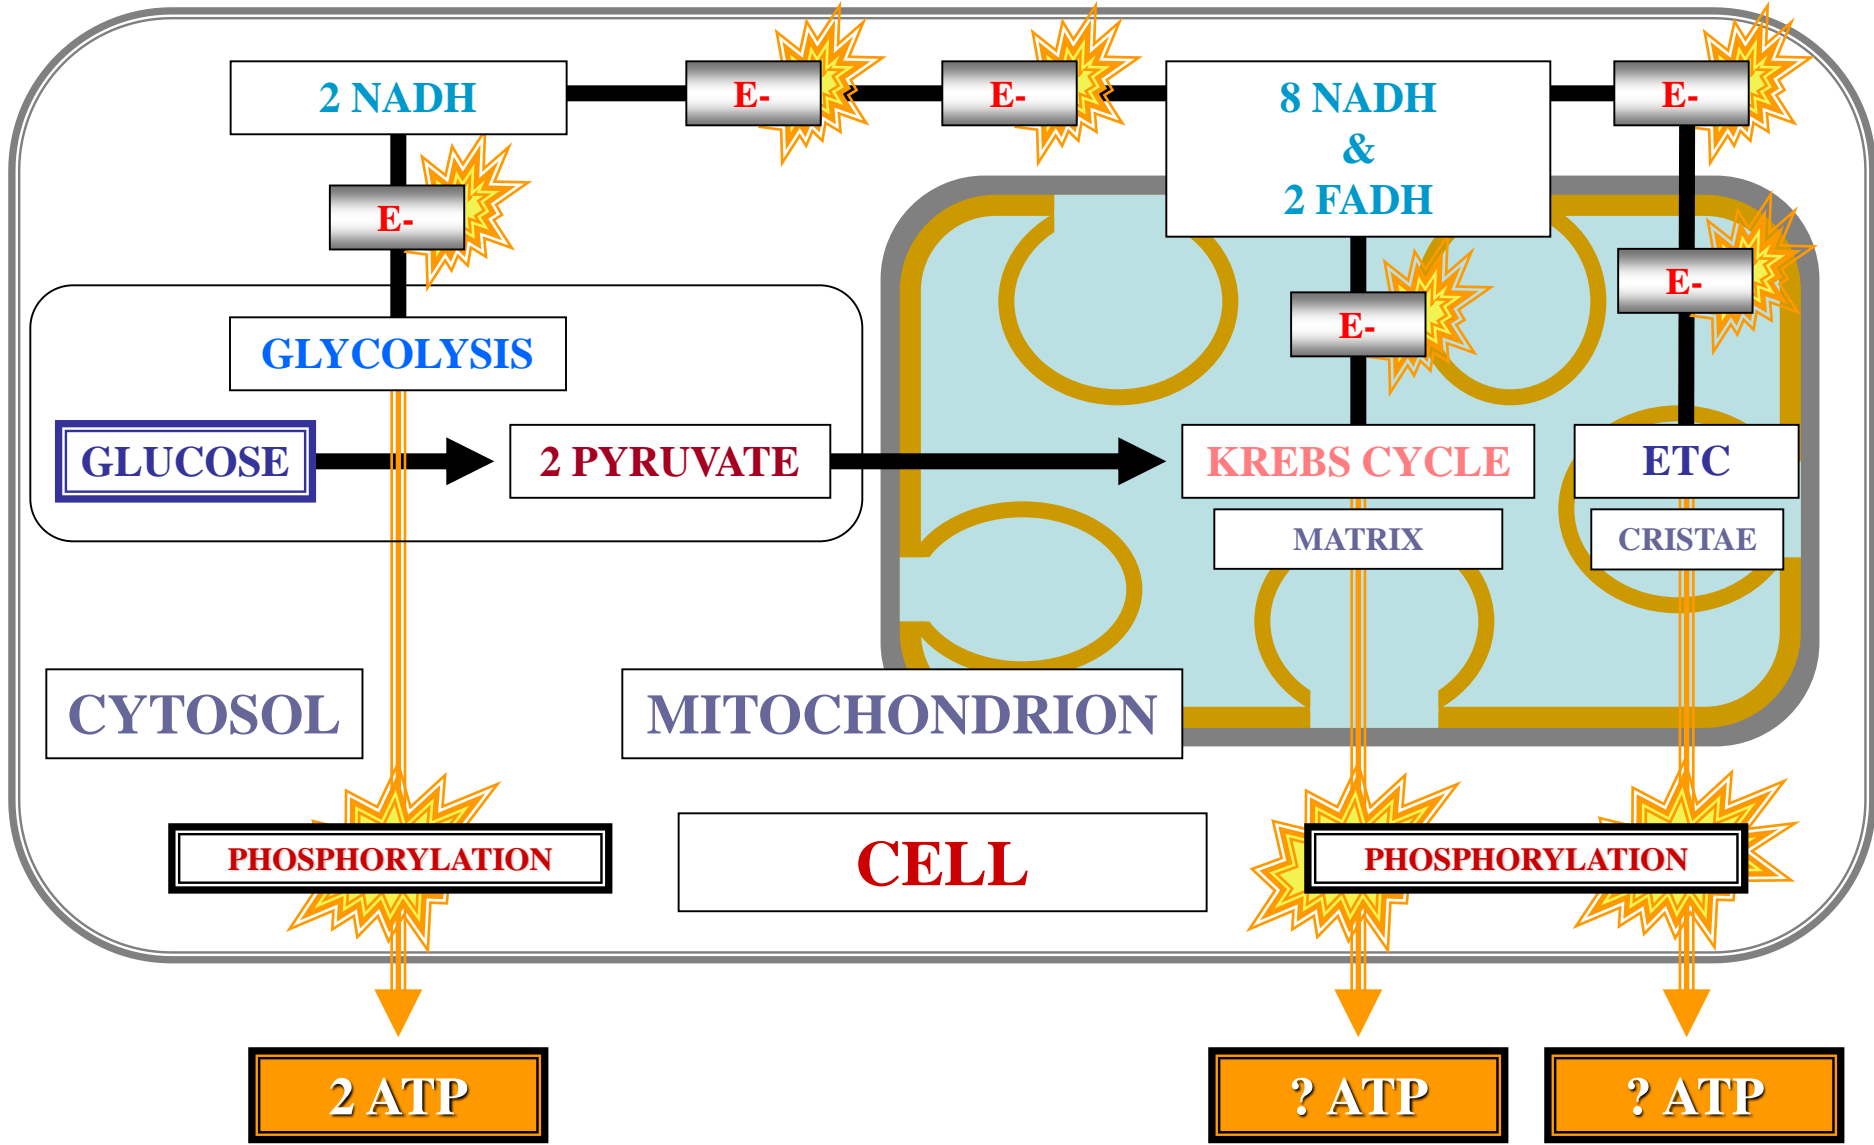 2 NADH
E-
E-
8 NADH
&
2 FADH
E-
E-
E-
E-
GLYCOLYSIS
GLUCOSE
2 PYRUVATE
KREBS CYCLE
ETC
MATRIX
CRISTAE
CYTOSOL
MITOCHONDRION
PHOSPHORYLATION
CELL
PHOSPHORYLATION
2 ATP
? ATP
? ATP